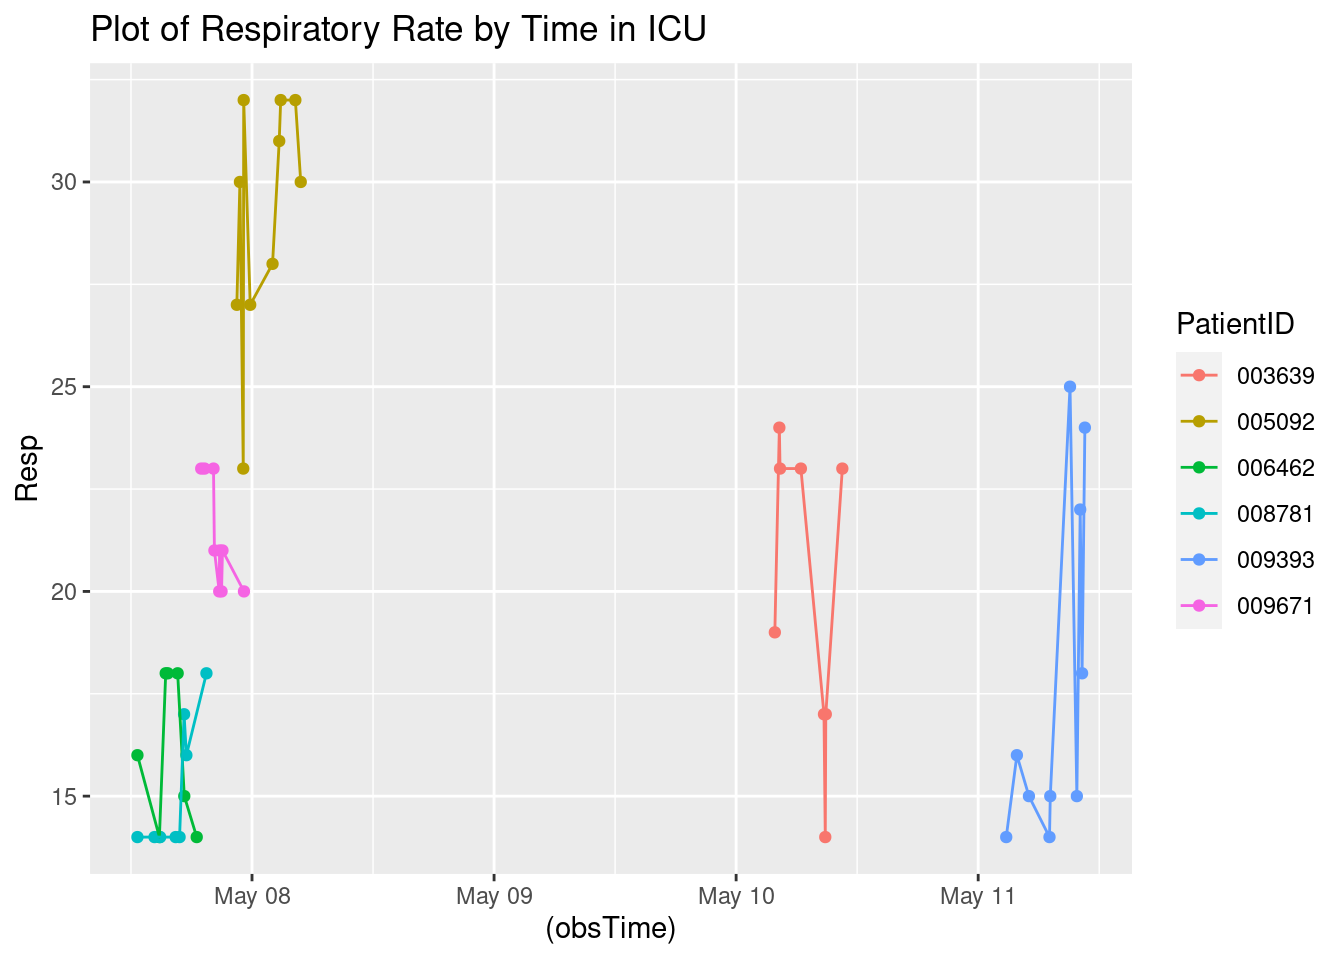 Plot of Respiratory Rate by Time in ICU
30
25
20
15
Resp
May 08
May 09
May 10
May 11
(obsTime)
PatientID
003639
005092
006462
008781
009393
009671